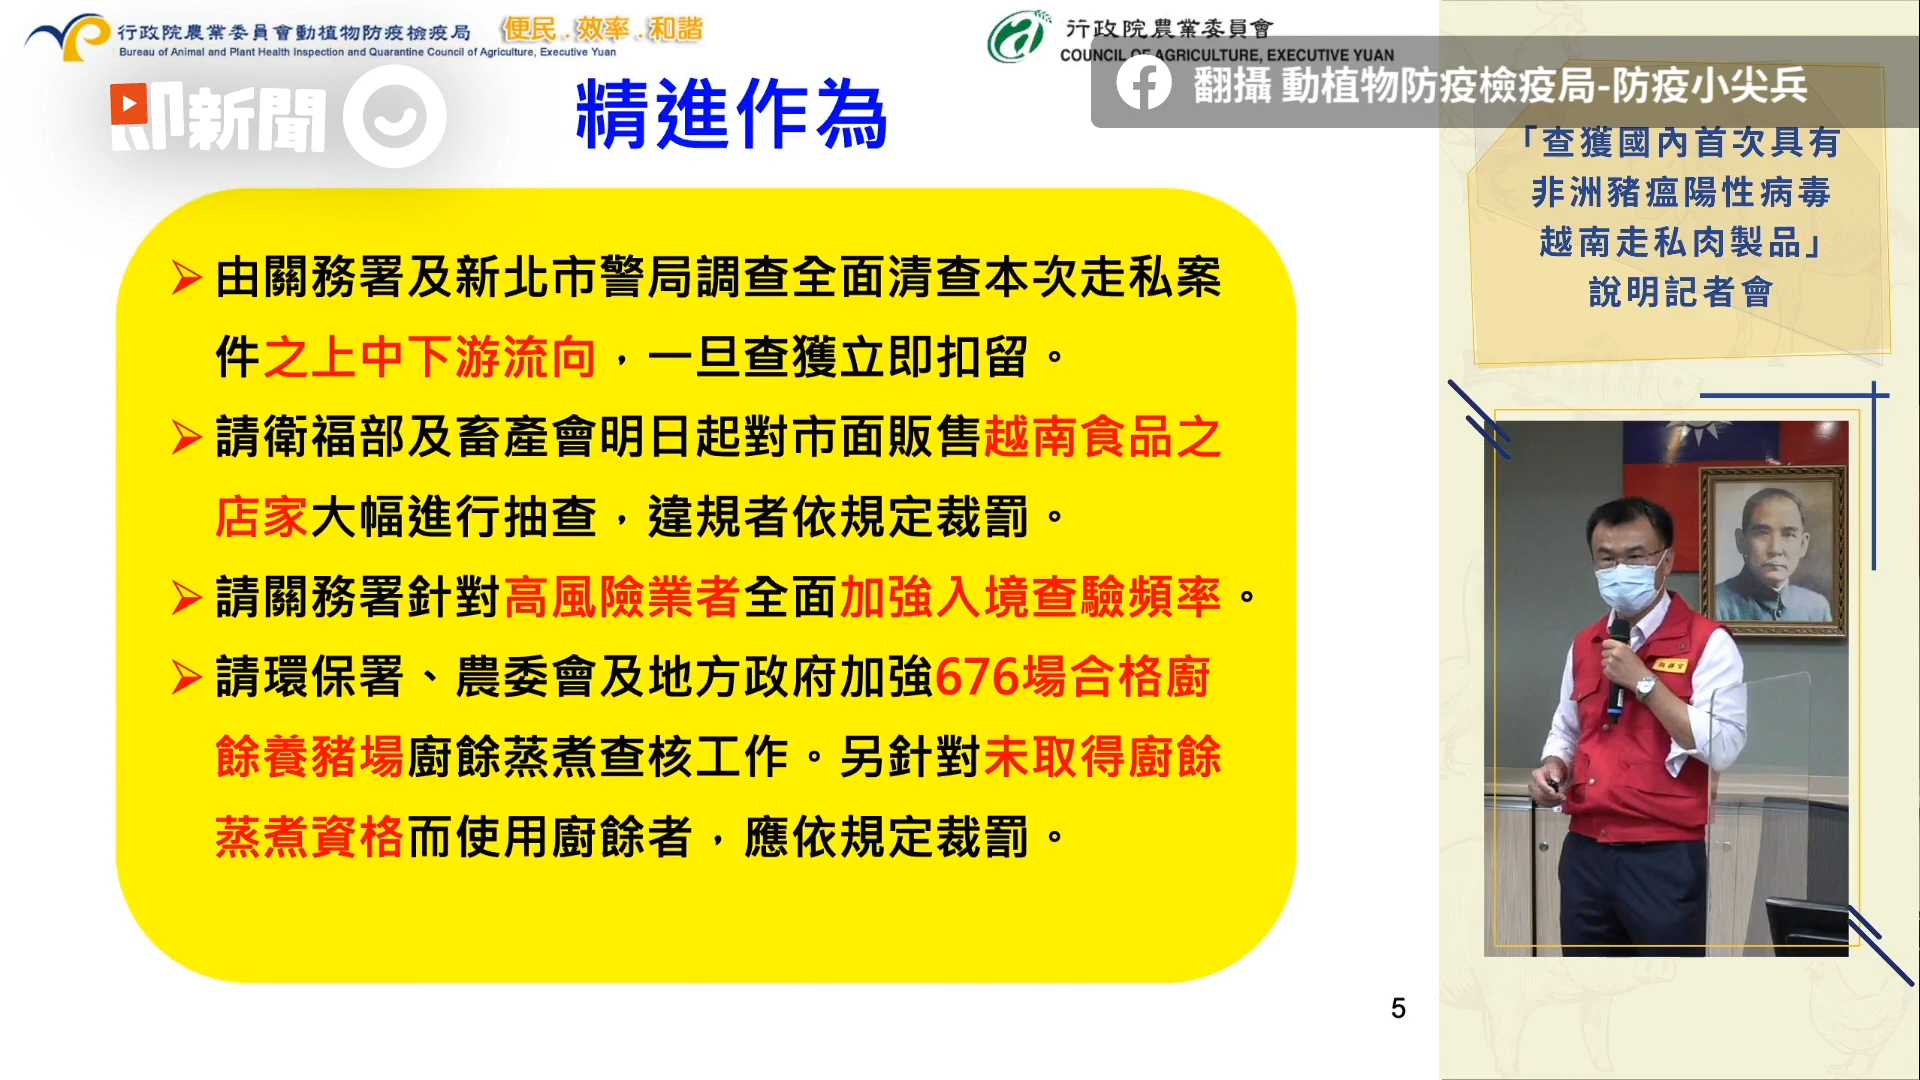 行政院農業委員會動植物防疫檢疫局
便民.效率.和諧
Bureau of Animal and Plant Health Inspection and Quarantine Council of Agriculture, Executive Yuan
行政院農業委員會
COUNCIL OF AGRICULTURE, EXECUTIVE YUAN
翻攝 動植物防疫檢疫局-防疫小尖兵
即新聞
精進作為
由關務署及新北市警局調查全面清查本次走私案
件之上中下游流向，一旦查獲立即扣留。
請衛福部及畜產會明日起對市面販售越南食品之
店家大幅進行抽查，違規者依規定裁罰。
請關務署針對高風險業者全面加強入境查驗頻率。
請環保署、農委會及地方政府加強676場合格廚
餘養豬場廚餘蒸煮查核工作。另針對未取得廚餘
蒸煮資格而使用廚餘者，應依規定裁罰。
5
「查獲國內首次具有
非洲豬瘟陽性病毒
越南走私肉製品」
說明記者會